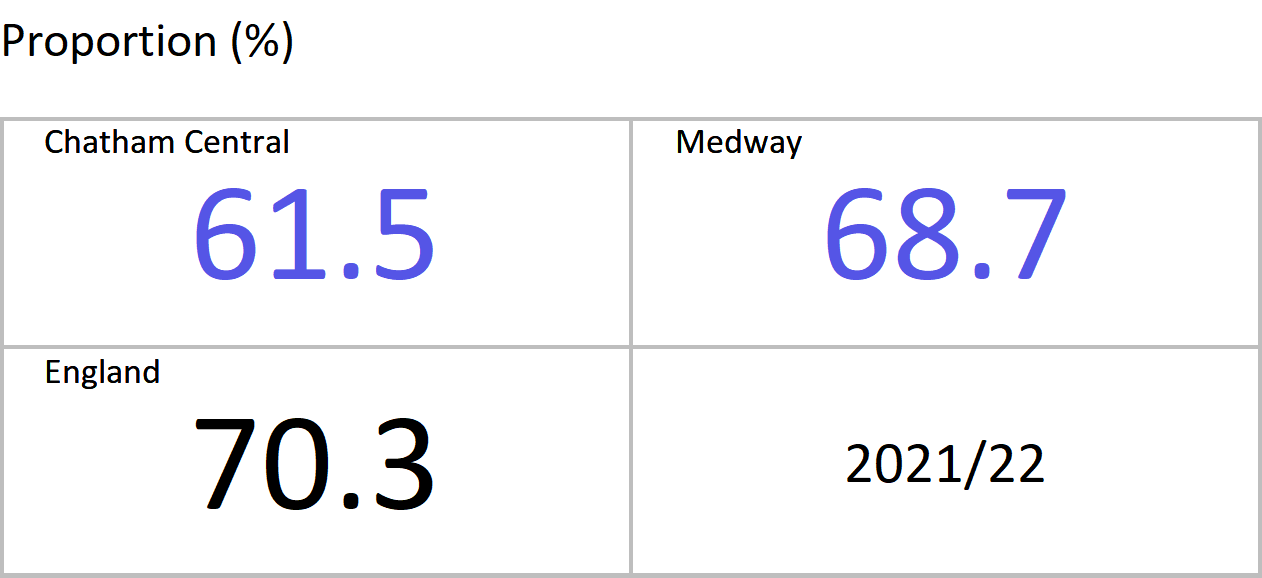 Proportion (%)
Chatham Central
61.5
Medway
68.7
England
70.3
2021/22